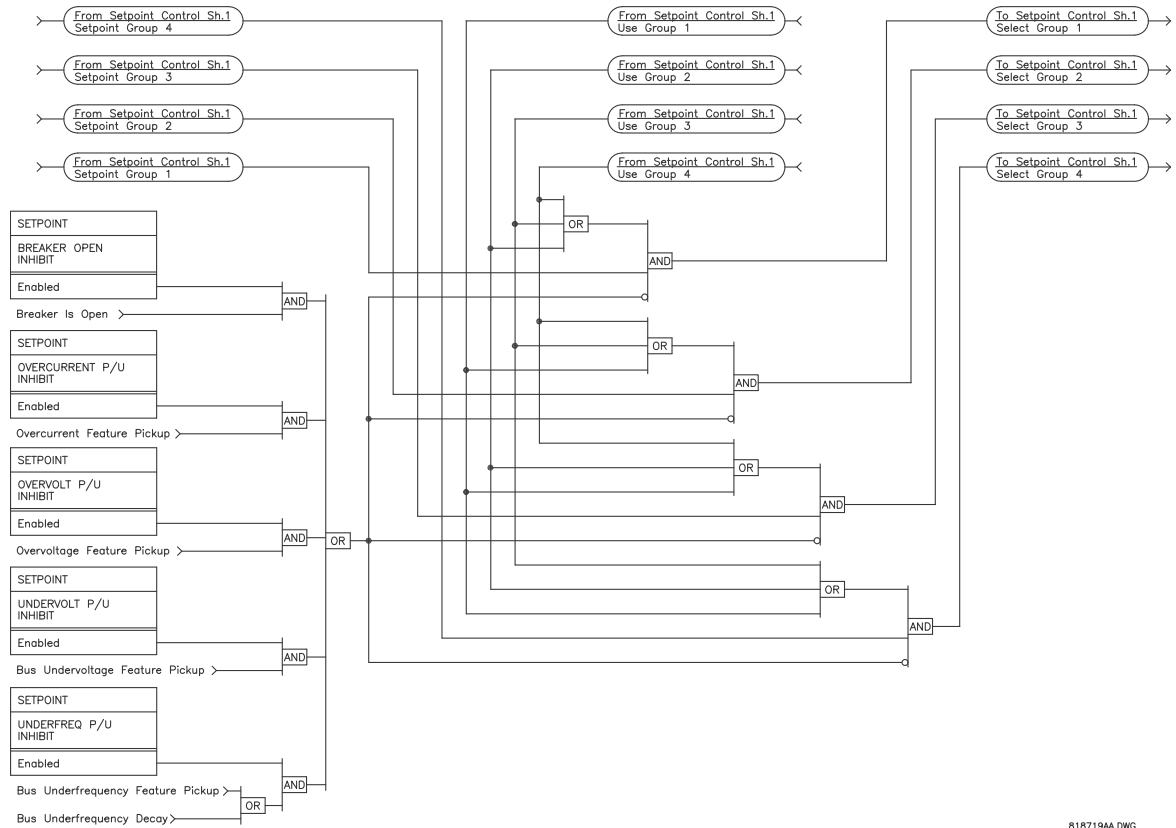 From Setpoint Control Sh.1
Setpoint Group 4
From Setpoint Control Sh.1
Use Group 1
To Setpoint Control Sh.1
Select Group 1
From Setpoint Control Sh.1
Setpoint Group 3
From Setpoint Control Sh.1
Use Group 2
To Setpoint Control Sh.1
Select Group 2
From Setpoint Control Sh.1
Setpoint Group 2
From Setpoint Control Sh.1
Use Group 3
To Setpoint Control Sh.1
Select Group 3
From Setpoint Control Sh.1
Setpoint Group 1
From Setpoint Control Sh.1
Use Group 4
To Setpoint Control Sh.1
Select Group 4
SETPOINT
BREAKER OPEN
INHIBIT
Enabled
Breaker Is Open
AND
OR
AND
SETPOINT
OVERCURRENT P/U
INHIBIT
Enabled
Overcurrent Feature Pickup
AND
OR
AND
SETPOINT
OVERVOLT P/U
INHIBIT
Enabled
Overvoltage Feature Pickup
AND
OR
OR
AND
SETPOINT
UNDERVOLT P/U
INHIBIT
Enabled
Bus Undervoltage Feature Pickup
AND
OR
AND
SETPOINT
UNDERFREQ P/U
INHIBIT
Enabled
Bus Underfrequency Feature Pickup
Bus Underfrequency Decay
OR
AND
818719AA.DWG